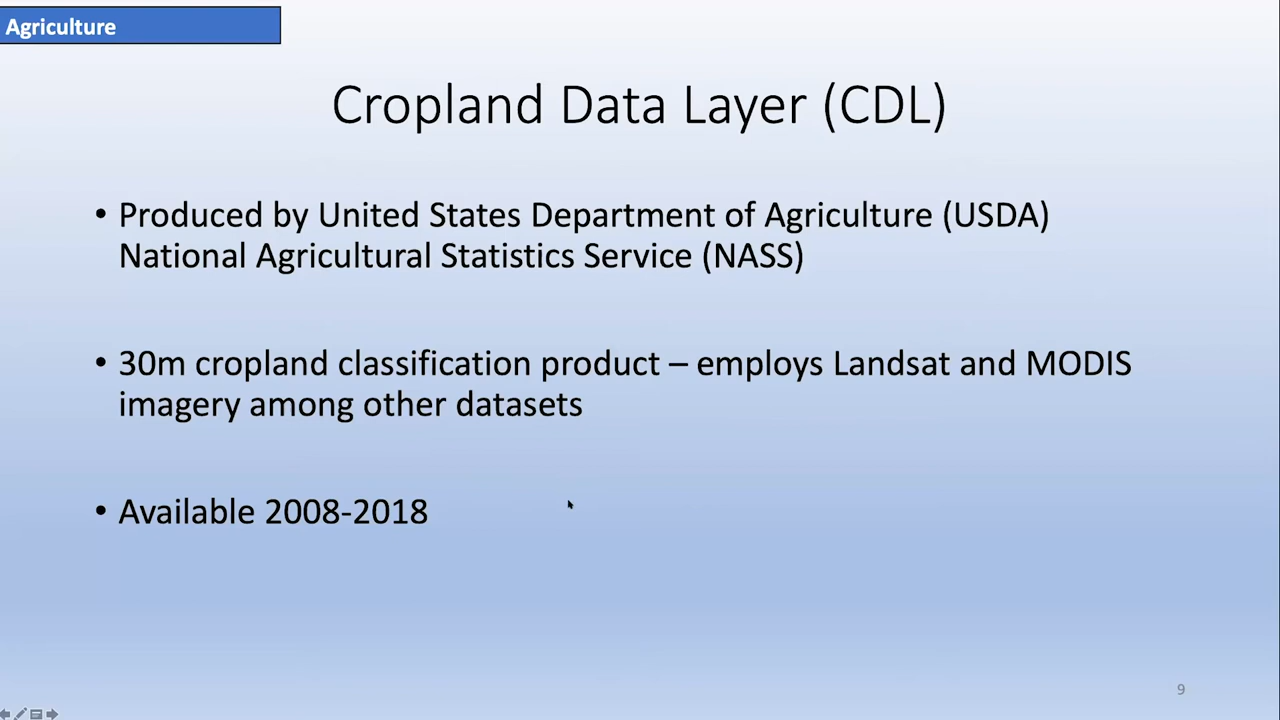 Agriculture
Cropland Data Layer (CDL)
• Produced by United States Department of Agriculture (USDA)
National Agricultural Statistics Service (NASS)
• 30m cropland classification product – employs Landsat and MODIS
imagery among other datasets
• Available 2008-2018
9